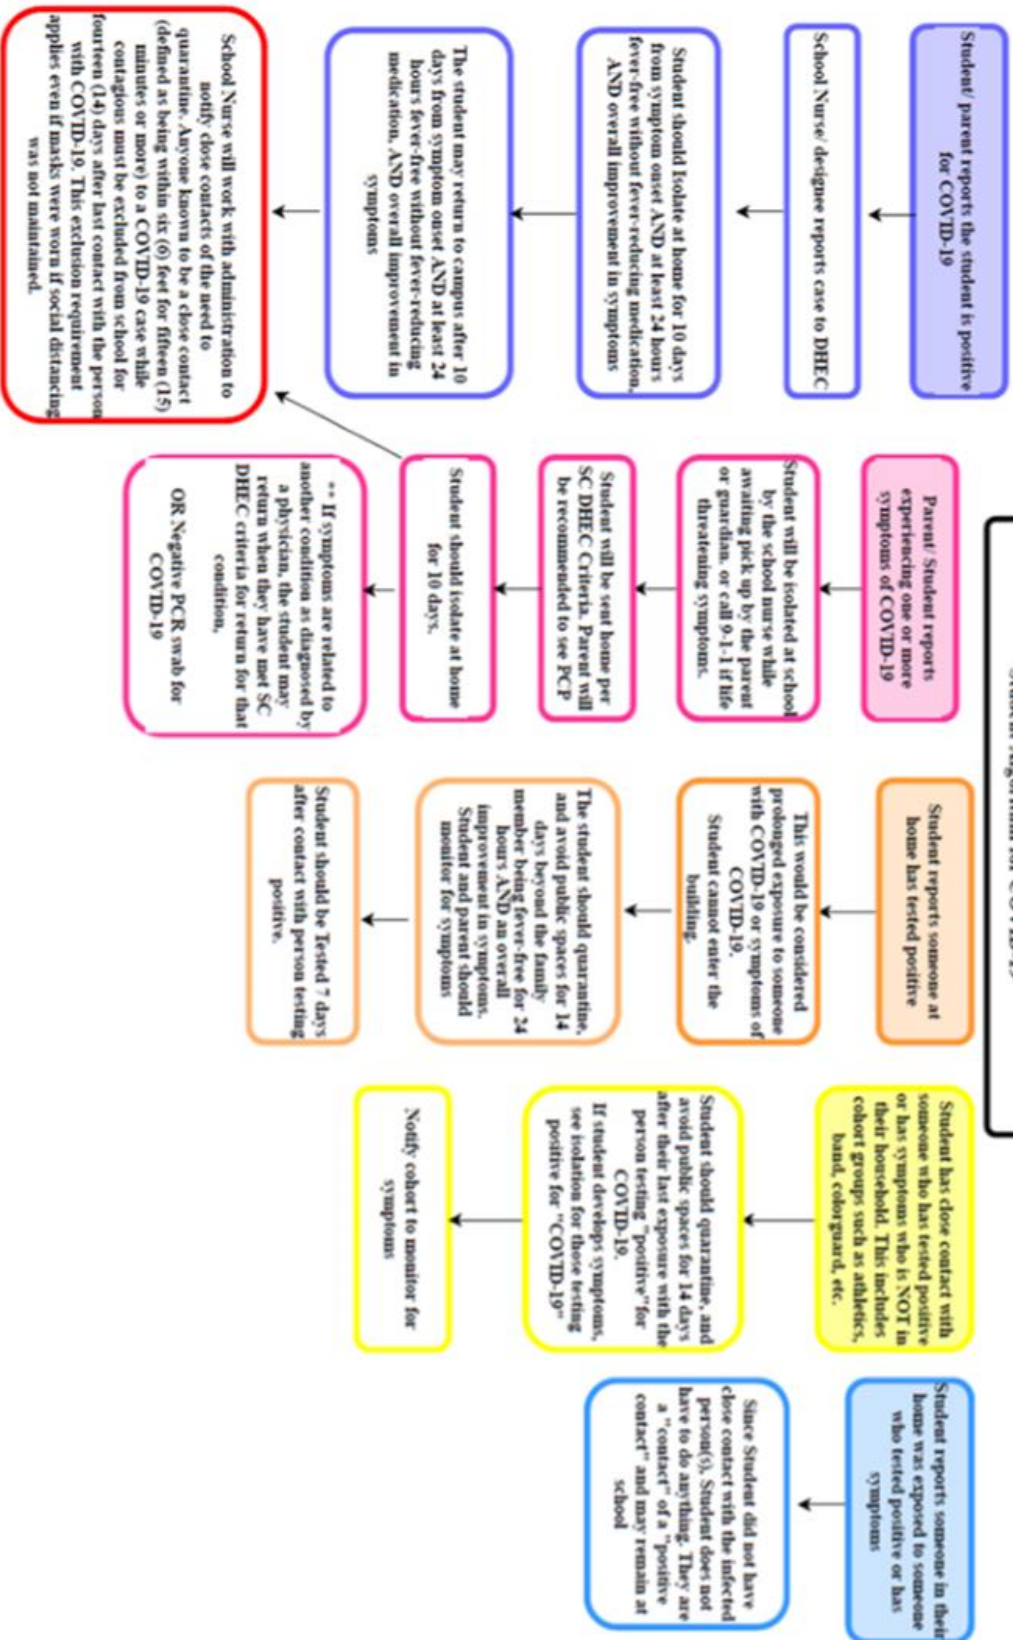 Student/ parent reports the student is positive
for COVID-19
School Nurse/ designee reports case to DHEC
Student should Isolate at home for 10 days
from symptom onset AND at least 24 hours
fever-free without fever-reducing medication,
AND overall improvement in symptoms
The student may return to campus after 10
days from symptom onset AND at least 24
hours fever-free without fever-reducing
medication, AND overall improvement in
symptoms
School Nurse will work with administration to
notify close contacts of the need to
quarantine. Anyone known to be a close contact
(defined as being within six (6) feet for fifteen (15)
minutes or more) to a COVID-19 case while
contagious must be excluded from school for
fourteen (14) days after last contact with the person
with COVID-19. This exclusion requirement
applies even if masks were worn if social distancing
was not maintained.
Parent/ Student reports
experiencing one or more
symptoms of COVID-19
Student will be isolated at school
by the school nurse while
awaiting pick up by the parent
or guardian, or call 9-1-1 if life
threatening symptoms.
Student will be sent home per
SC DHEC Criteria. Parent will
be recommended to see PCP
Student should isolate at home
for 10 days.
** If symptoms are related to
another condition as diagnosed by
a physician, the student may
return when they have met SC
DHEC criteria for return for that
condition,
OR Negative PCR swab for
COVID-19
Student reports someone at
home has tested positive
This would be considered
prolonged exposure to someone
with COVID-19 or symptoms of
COVID-19.
Student cannot enter the
building.
The student should quarantine,
and avoid public spaces for 14
days beyond the family
member being fever-free for 24
hours AND an overall
improvement in symptoms.
Student and parent should
monitor for symptoms
Student should be Tested 7 days
after contact with person testing
positive.
Student has close contact with
someone who has tested positive
or has symptoms who is NOT in
their household. This includes
cohort groups such as athletics,
band, colorguard, etc.
Student should quarantine, and
avoid public spaces for 14 days
after their last exposure with the
person testing "positive"for
COVID-19.
If student develops symptoms,
see isolation for those testing
positive for "COVID-19"
Notify cohort to monitor for
symptoms
Student reports someone in their
home was exposed to someone
who tested positive or has
symptoms
Since Student did not have
close contact with the infected
person(s), Student does not
have to do anything. They are
a "contact" of a "positive
contact" and may remain at
school